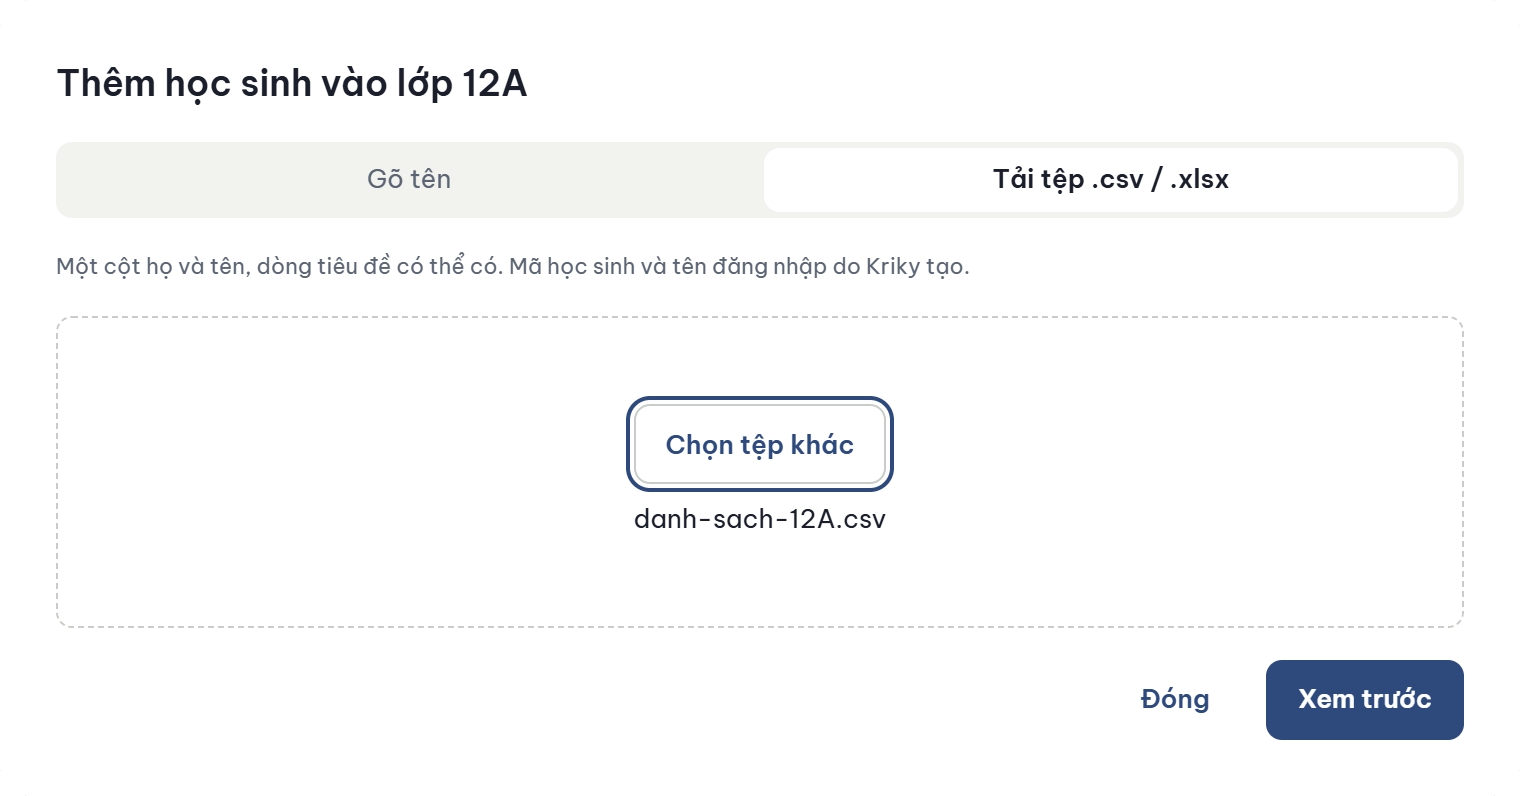 Thêm học sinh vào lớp 12A
Gõ tên
Tải tệp .csv / .xlsx
Một cột họ và tên, dòng tiêu đề có thể có. Mã học sinh và tên đăng nhập do Kriky tạo.
Chọn tệp khác
danh-sach-12A.csv
Đóng
Xem trước